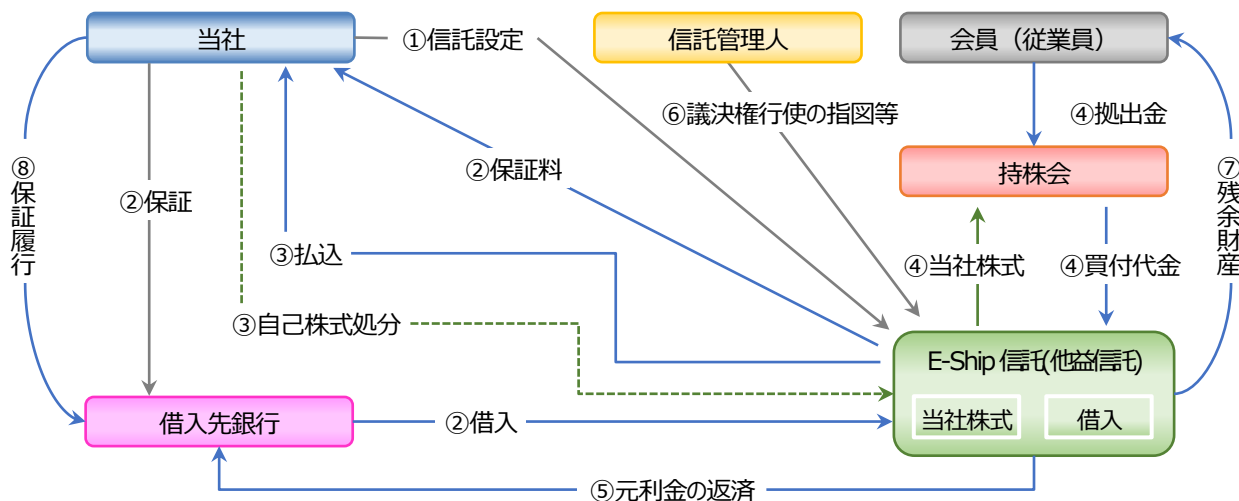 当社
①信託設定
信託管理人
会員（従業員）
⑥議決権行使の指図等
④拠出金
⑧保証履行
②保証
②保証料
持株会
⑦残余財産
③払込
④当社株式
④買付代金
③自己株式処分
E-Ship信託(他益信託)
借入先銀行
②借入
当社株式
借入
⑤元利金の返済